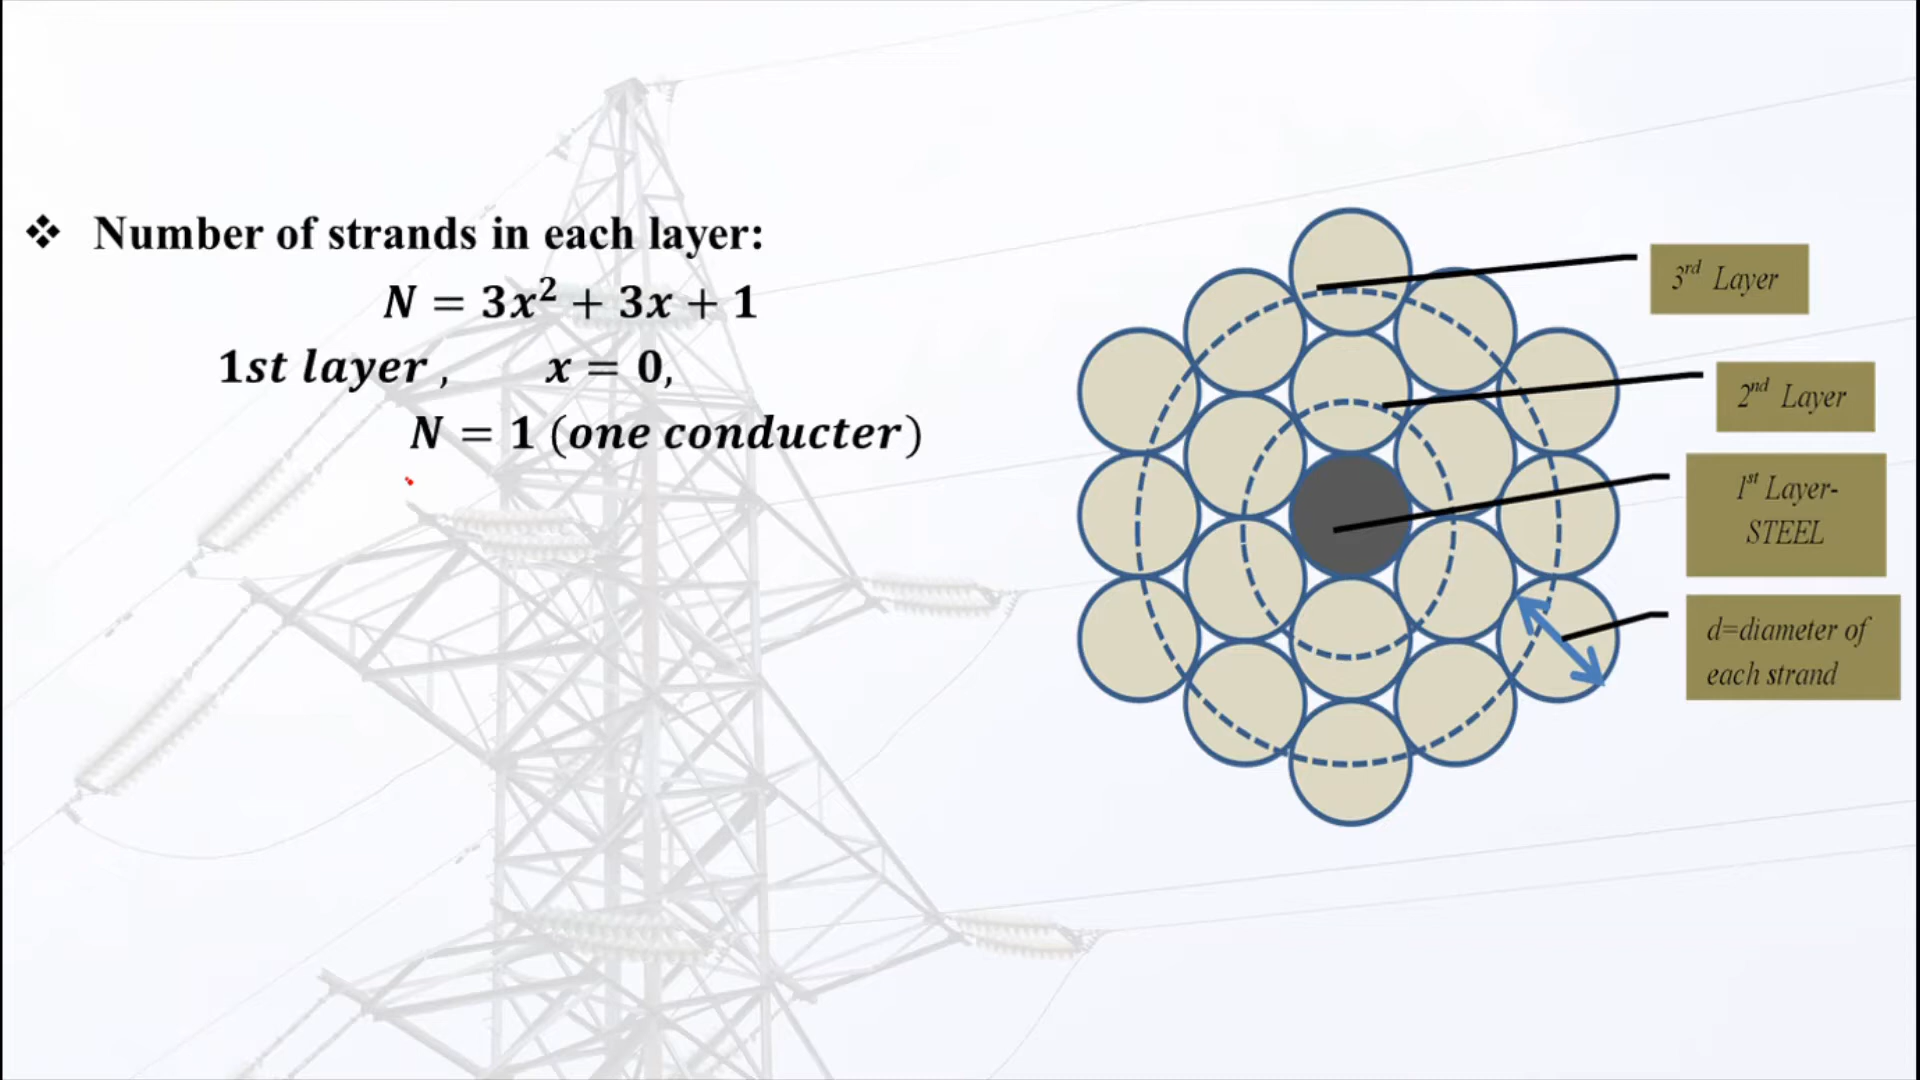 ❖ Number of strands in each layer:
N = 3x² + 3x + 1
1st layer , x = 0,
N = 1 (one conducter)
3rd Layer
2nd Layer
1st Layer-
STEEL
d=diameter of
each strand